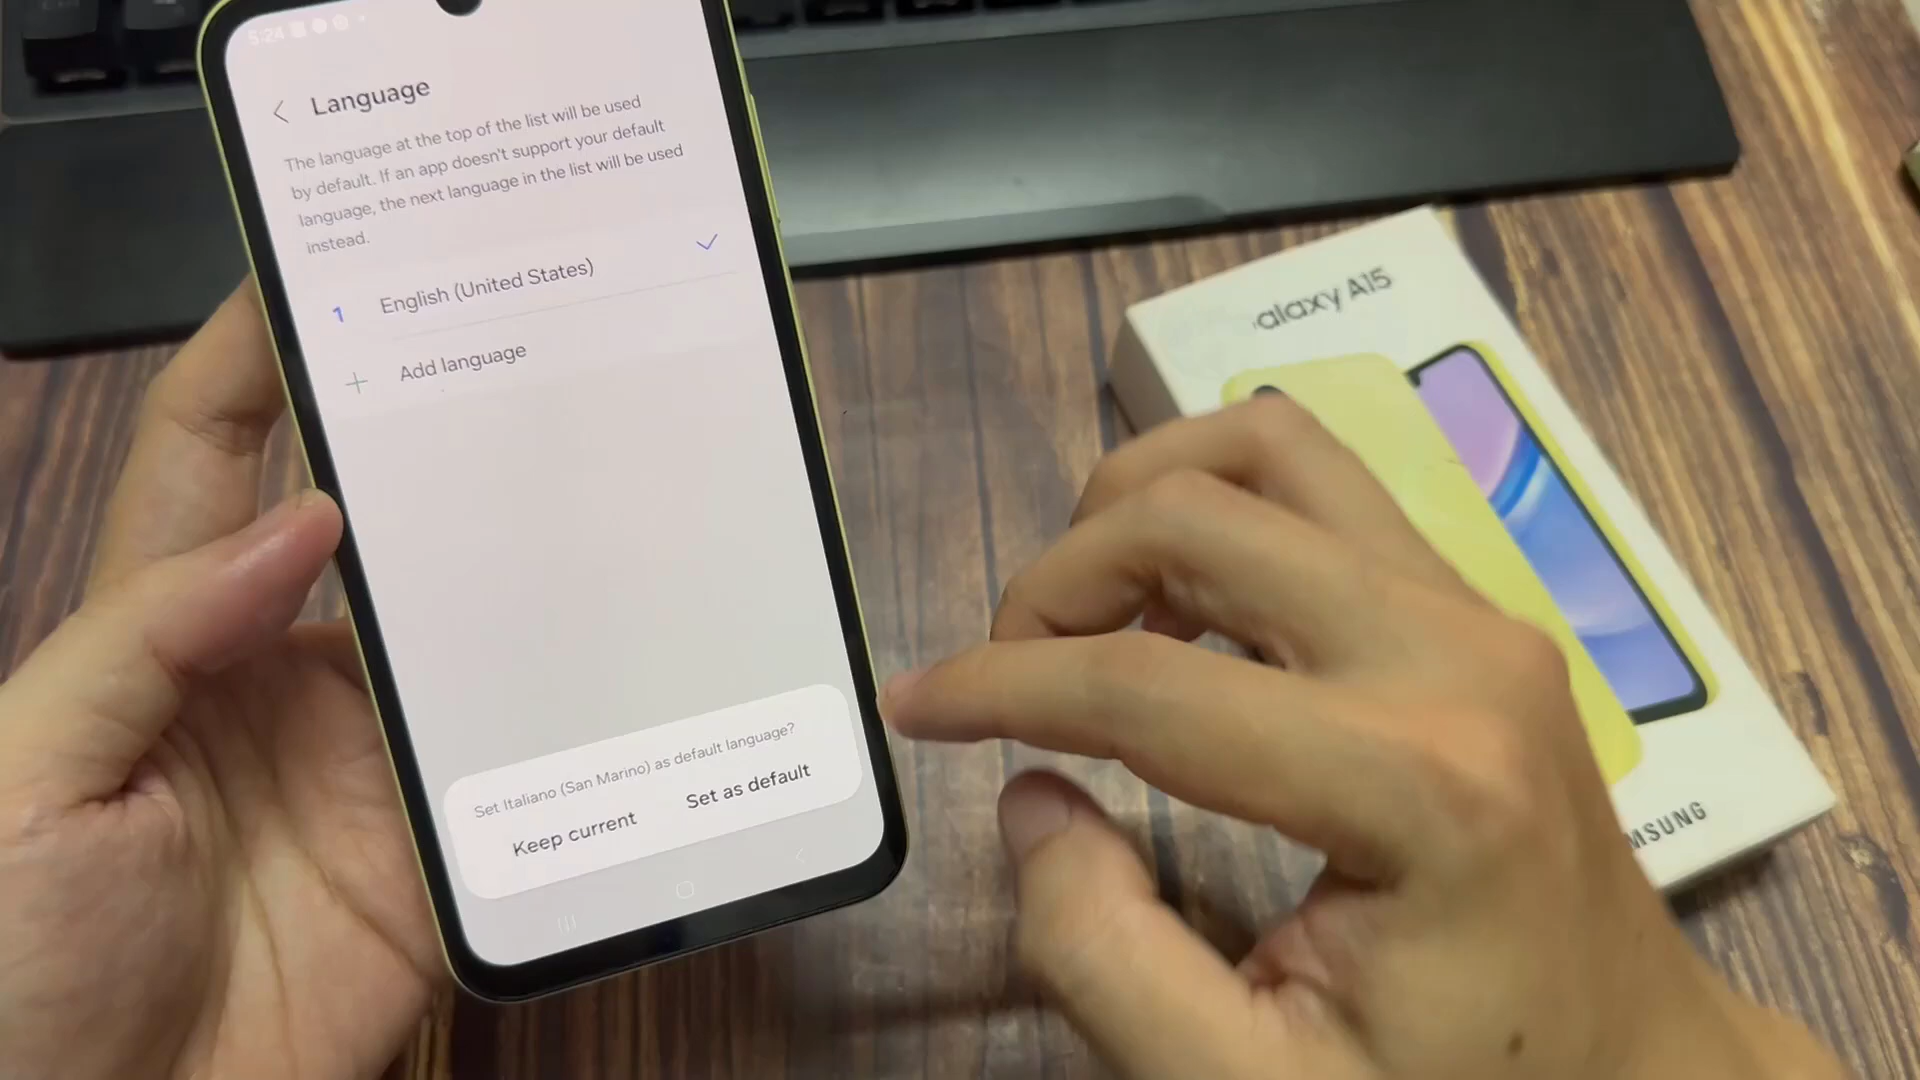 5:24
Language
The language at the top of the list will be used
by default. If an app doesn't support your default
language, the next language in the list will be used
instead.
1 English (United States)
Add language
Set Italiano (San Marino) as default language?
Keep current
Set as default
alaxy A15
MSUNG